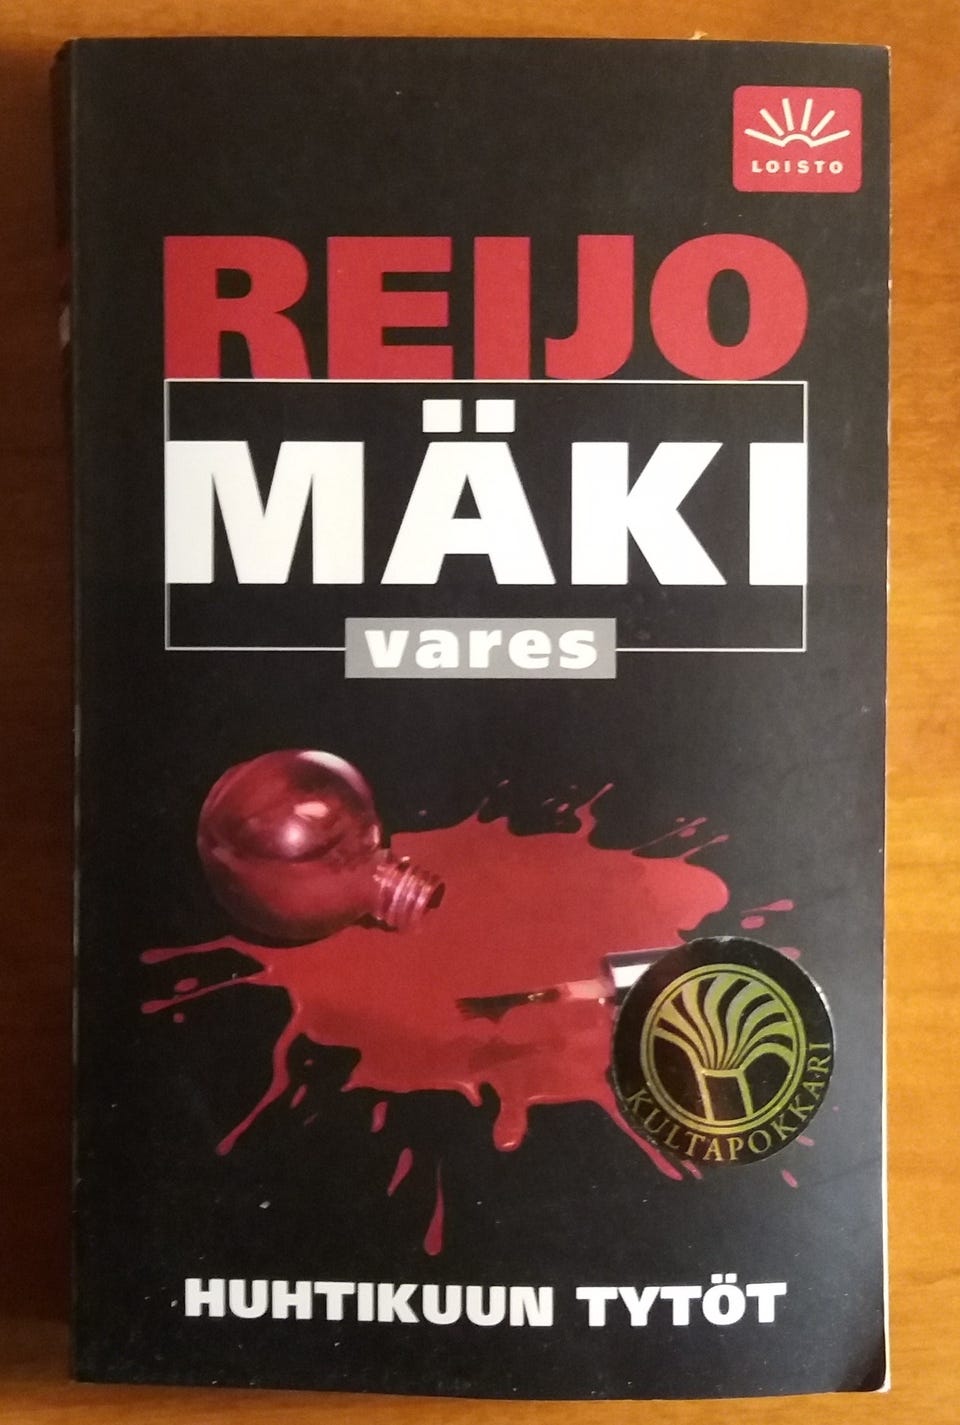 LOISTO
REIJO
MÄKI
vares
KULTAPOKKARI
HUHTIKUUN TYTÖT